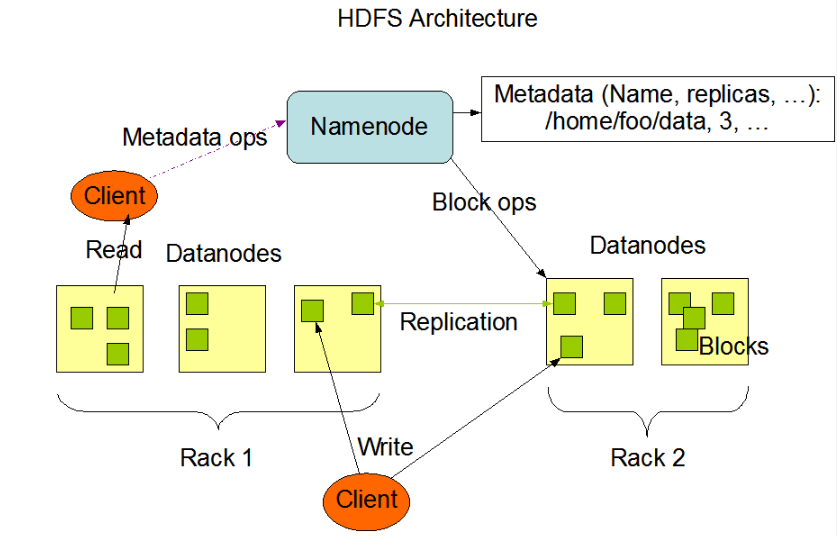 HDFS Architecture
Metadata (Name, replicas, …):
/home/foo/data, 3, …
Namenode
Metadata ops
Client
Block ops
Read
Datanodes
Datanodes
Replication
Blocks
Rack 1
Write
Rack 2
Client